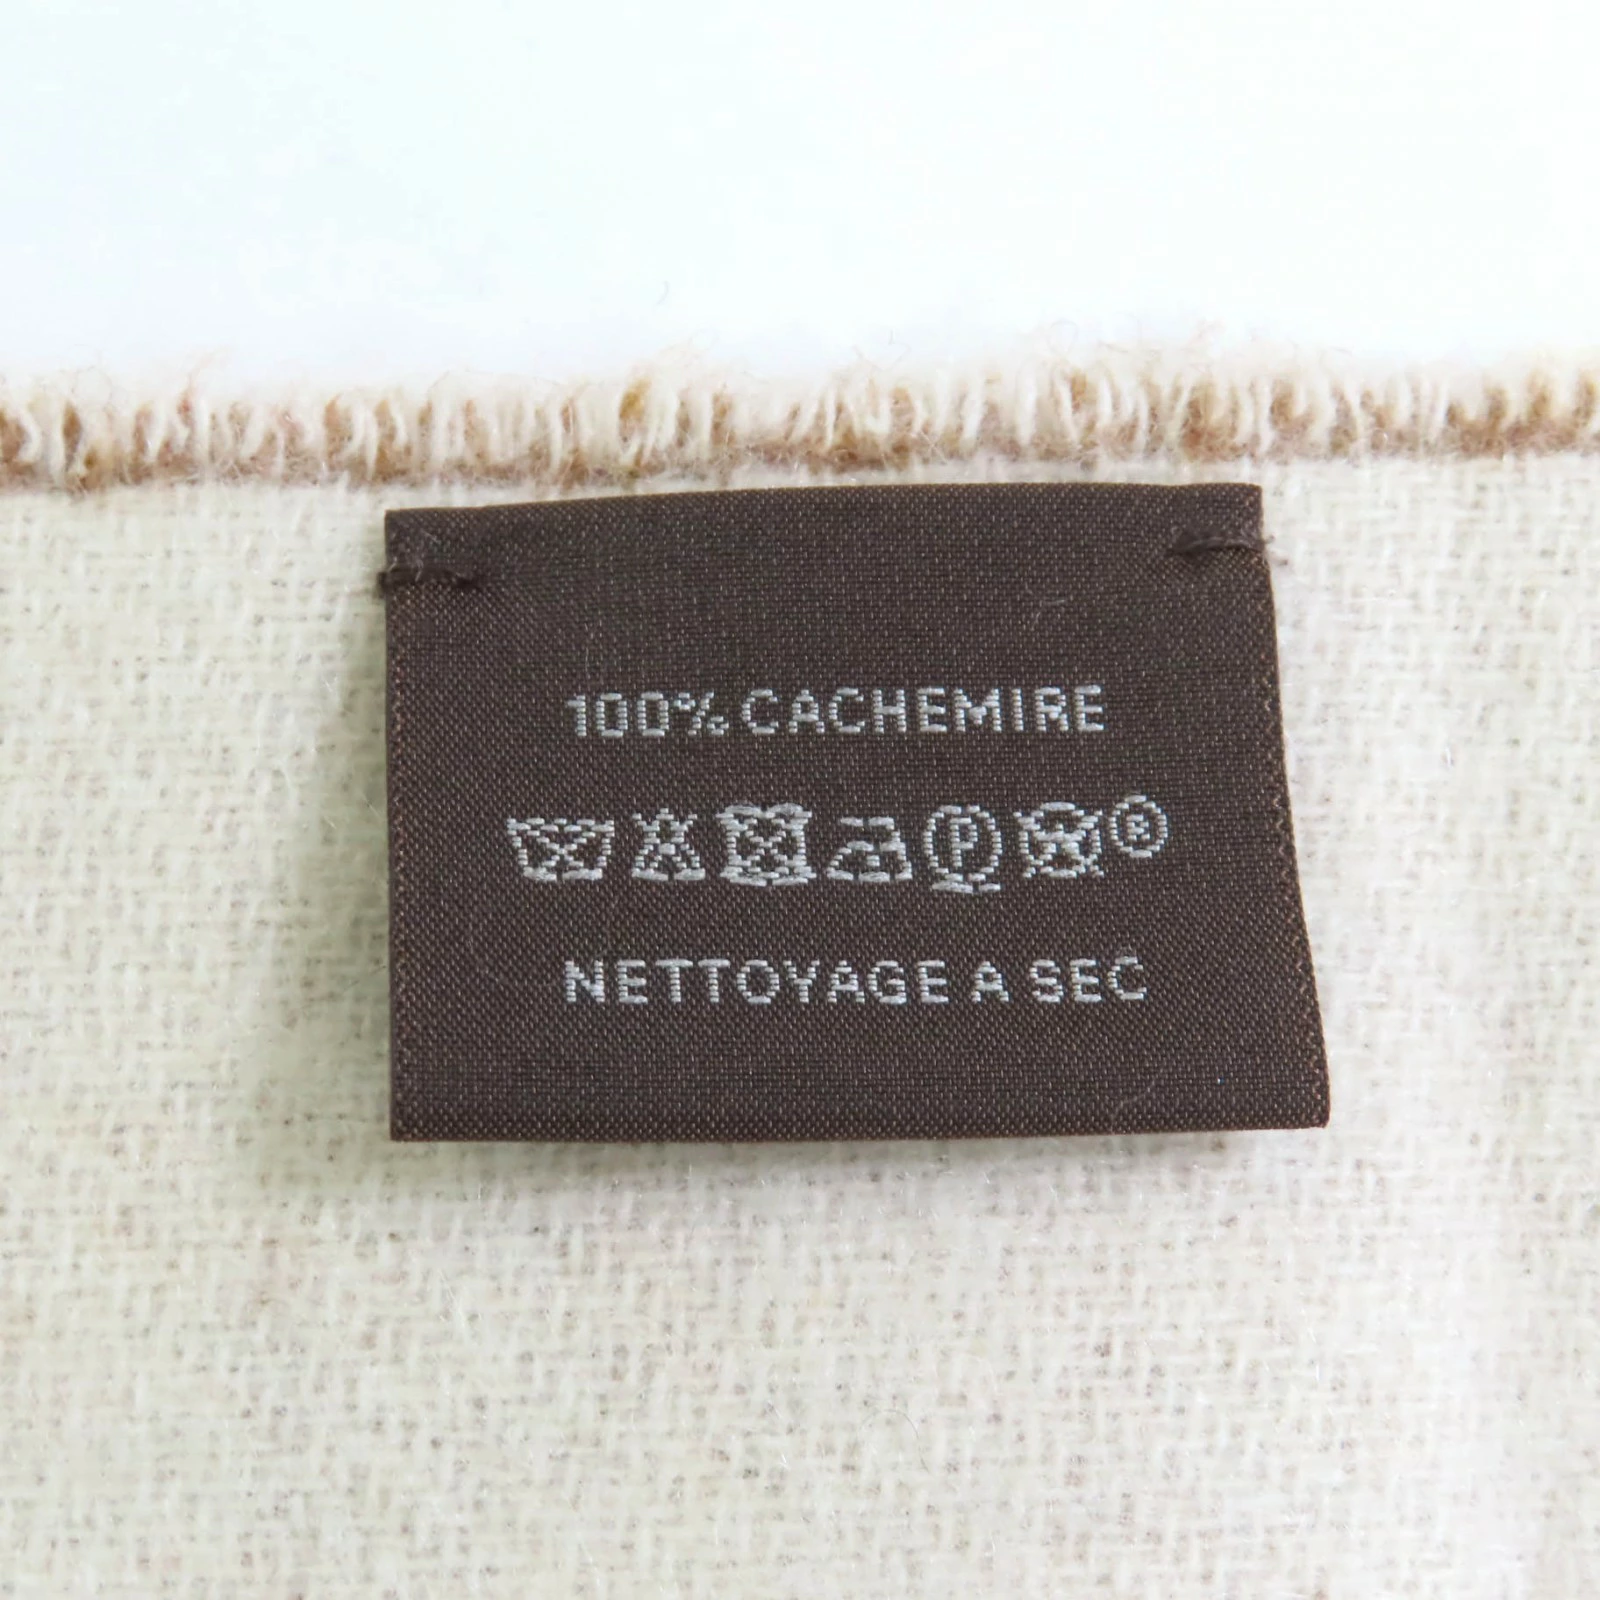 100% CACHEMIRE
P ®
NETTOYAGE A SEC